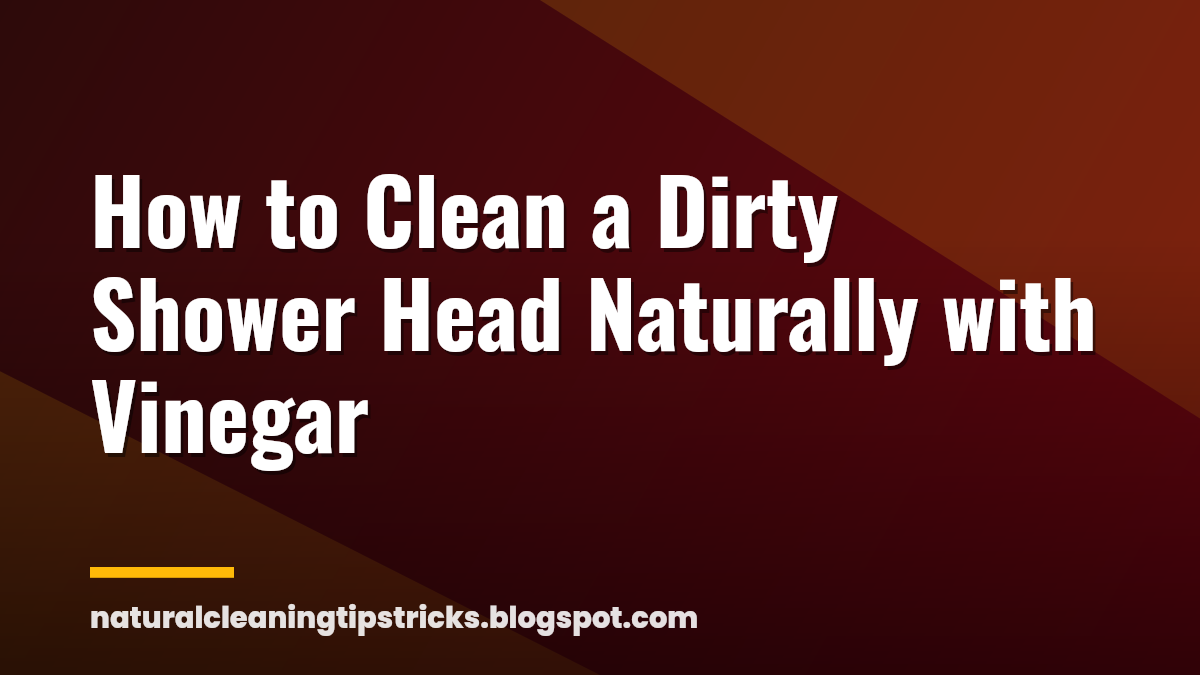 How to Clean a Dirty
Shower Head Naturally with
Vinegar
naturalcleaningtipstricks.blogspot.com